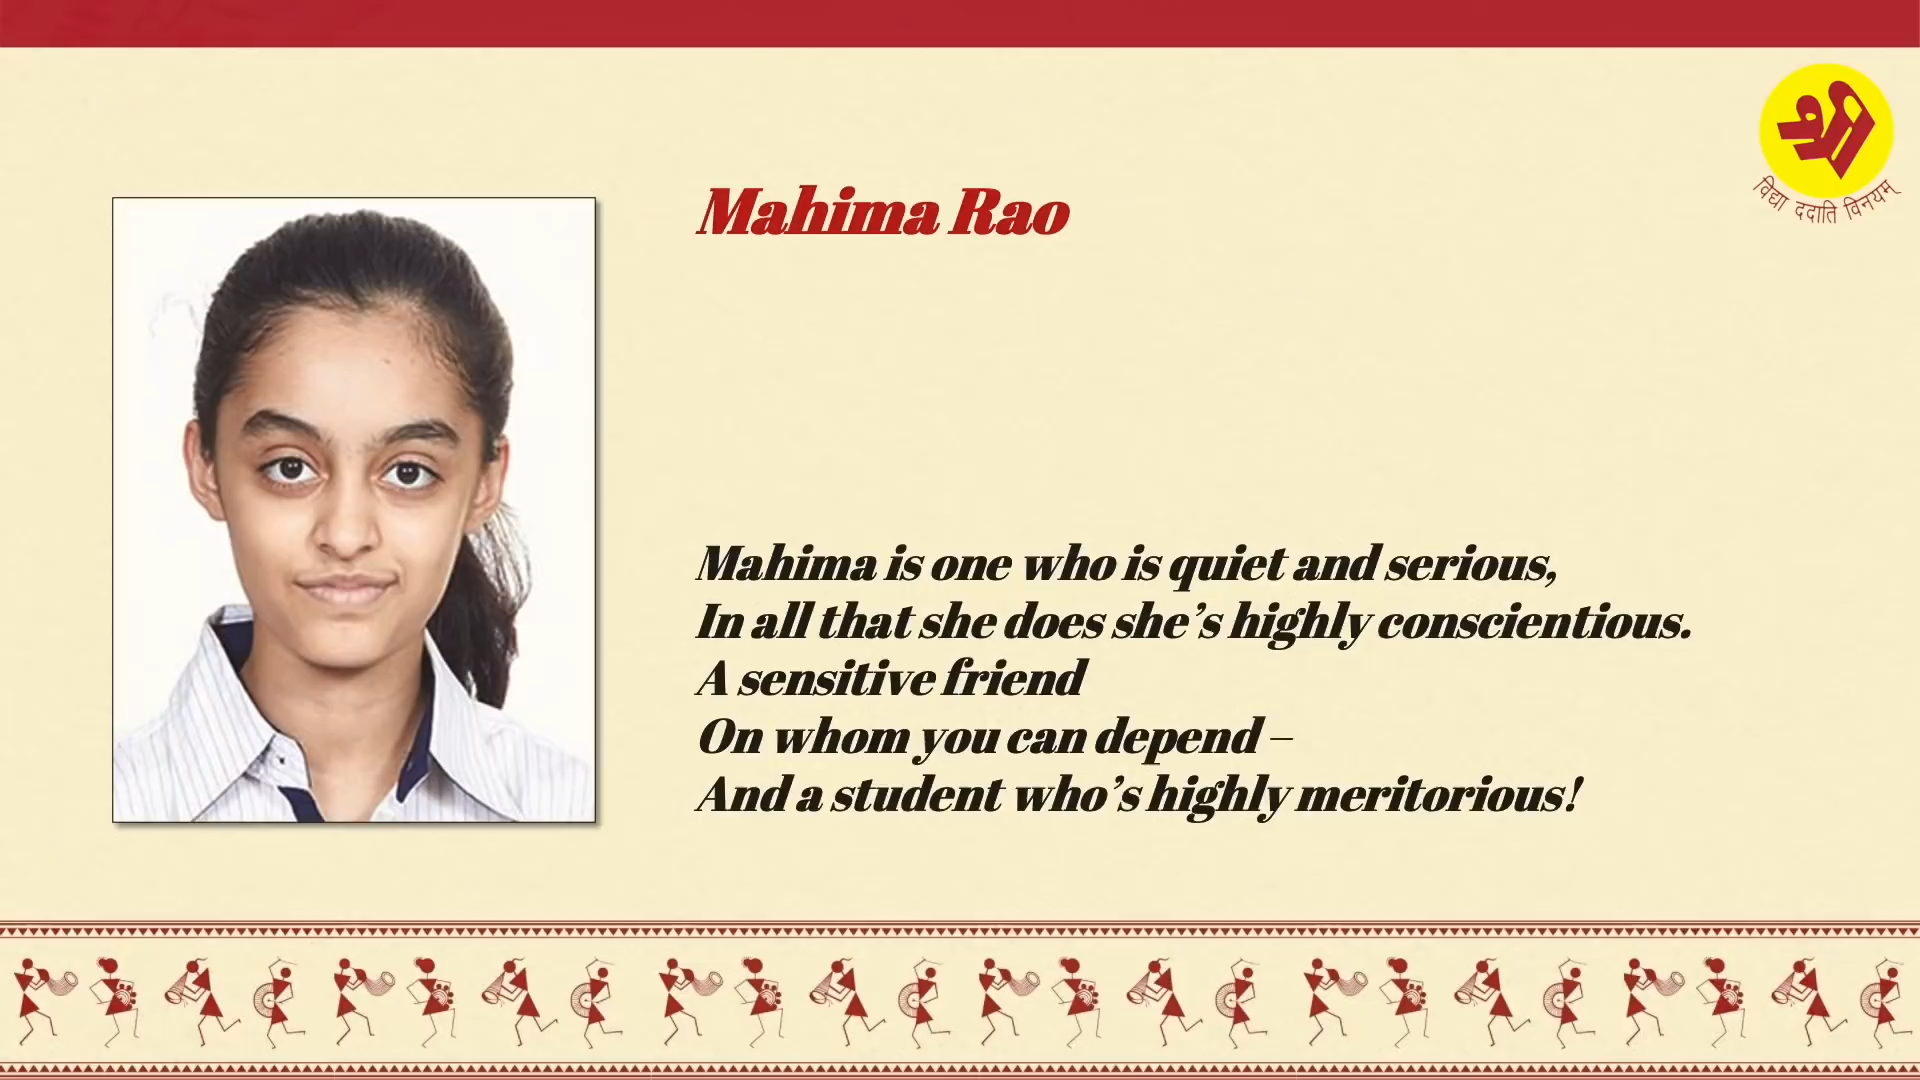 श्री
विद्या ददाति विनयम्
Mahima Rao
Mahima is one who is quiet and serious,
In all that she does she’s highly conscientious.
A sensitive friend
On whom you can depend –
And a student who’s highly meritorious!